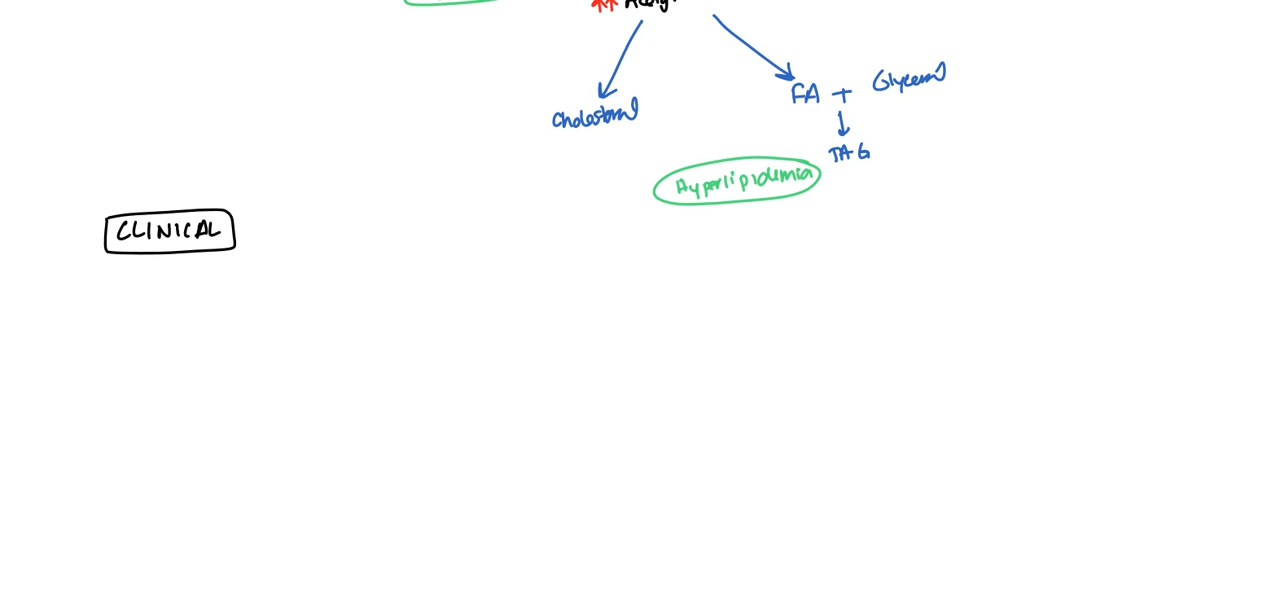 Cholesterol
FA + Glycerol
TAG
Hyperlipidemia
CLINICAL